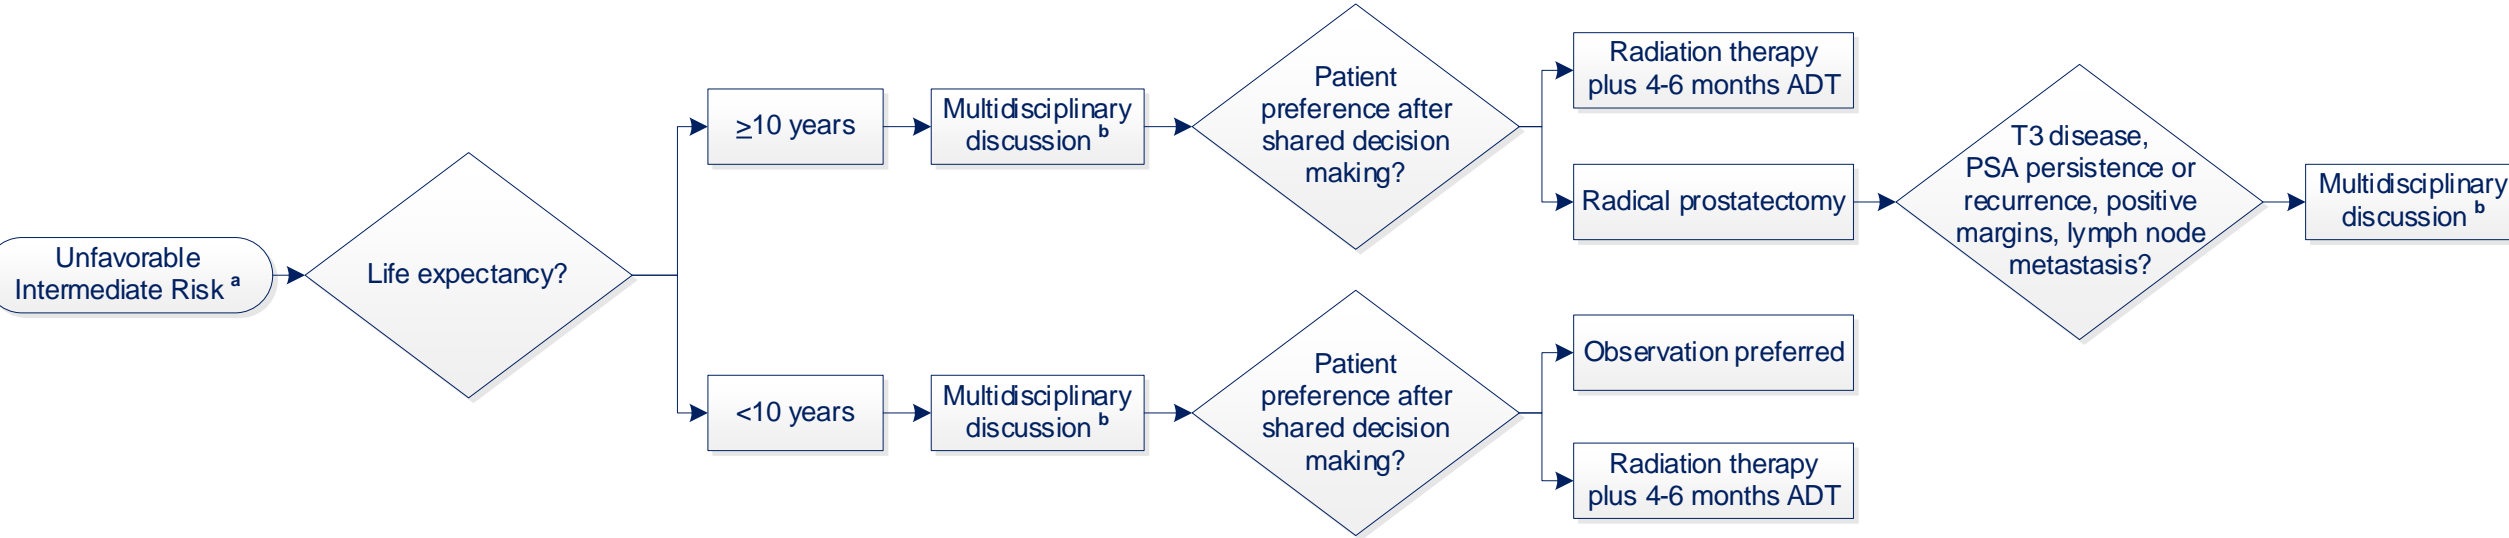 Unfavorable
Intermediate Risk a
Life expectancy?
≥10 years
Multidisciplinary
discussion b
Patient
preference after
shared decision
making?
Radiation therapy
plus 4-6 months ADT
Radical prostatectomy
T3 disease,
PSA persistence or
recurrence, positive
margins, lymph node
metastasis?
Multidisciplinary
discussion b
<10 years
Multidisciplinary
discussion b
Patient
preference after
shared decision
making?
Observation preferred
Radiation therapy
plus 4-6 months ADT